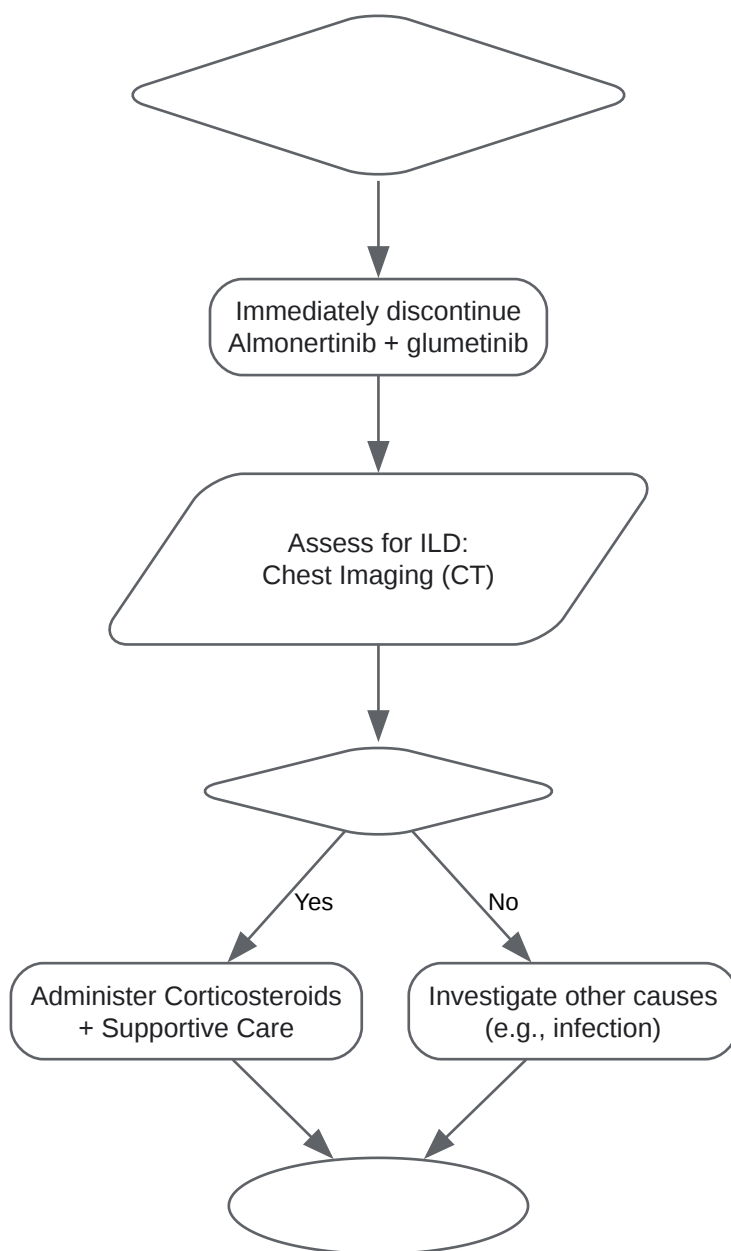 Immediately discontinue
Almonertinib + glumetinib
Assess for ILD:
Chest Imaging (CT)
Yes
No
Administer Corticosteroids
+ Supportive Care
Investigate other causes
(e.g., infection)